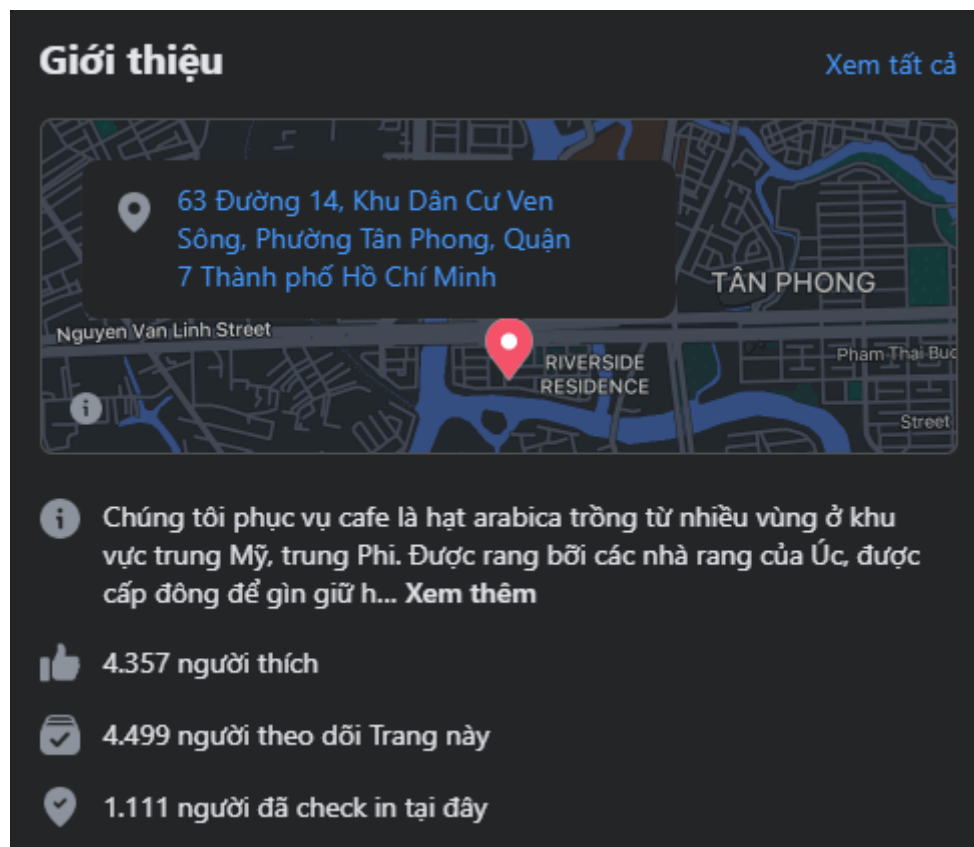 Giới thiệu
Xem tất cả
63 Đường 14, Khu Dân Cư Ven
Sông, Phường Tân Phong, Quận
7 Thành phố Hồ Chí Minh
TÂN PHONG
Nguyen Van Linh Street
RIVERSIDE
RESIDENCE
Pham Thai Buc
Street
Chúng tôi phục vụ cafe là hạt arabica trồng từ nhiều vùng ở khu
vực trung Mỹ, trung Phi. Được rang bỡi các nhà rang của Úc, được
cấp đông để gìn giữ h... Xem thêm
4.357 người thích
4.499 người theo dõi Trang này
1.111 người đã check in tại đây